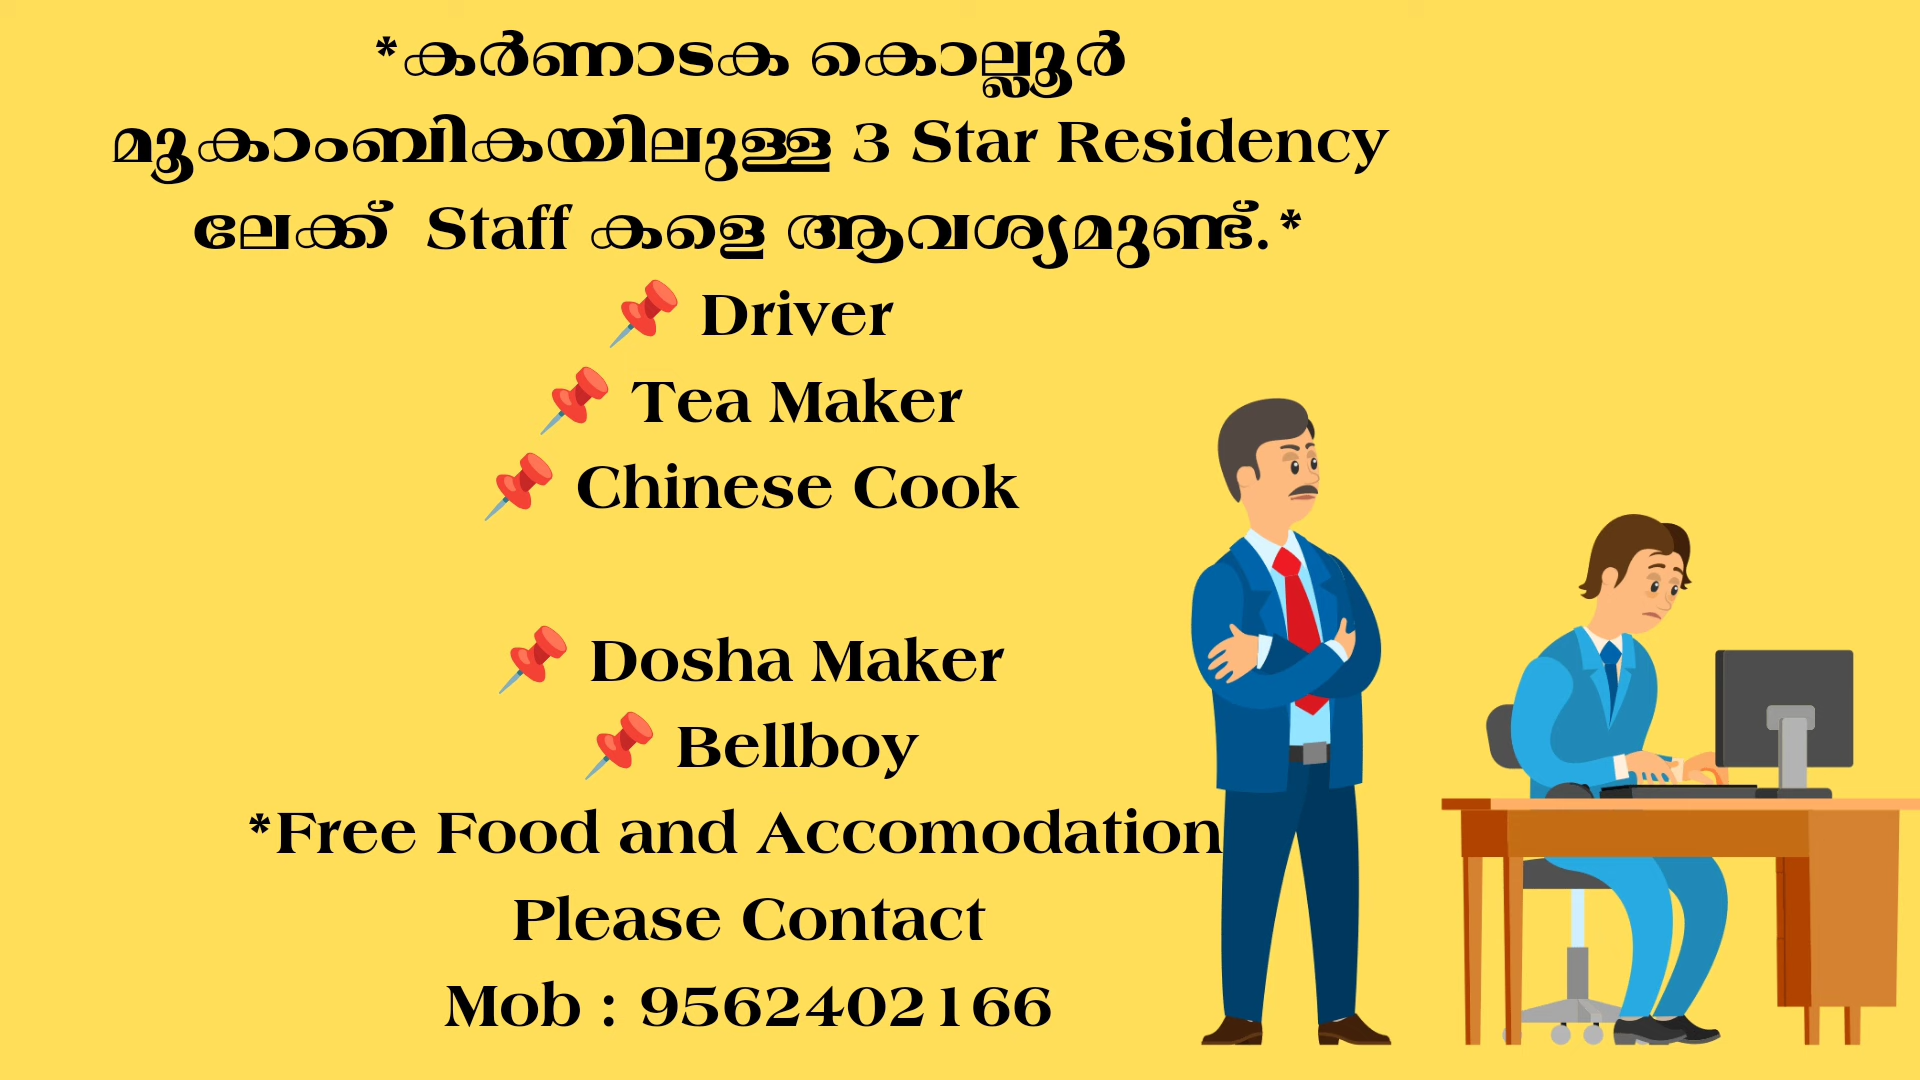 *കർണാടക കൊല്ലൂർ
മൂകാംബികയിലുള്ള 3 Star Residency
ലേക്ക് Staff കളെ ആവശ്യമുണ്ട്.*
📌 Driver
📌 Tea Maker
📌 Chinese Cook
📌 Dosha Maker
📌 Bellboy
*Free Food and Accomodation
Please Contact
Mob : 9562402166